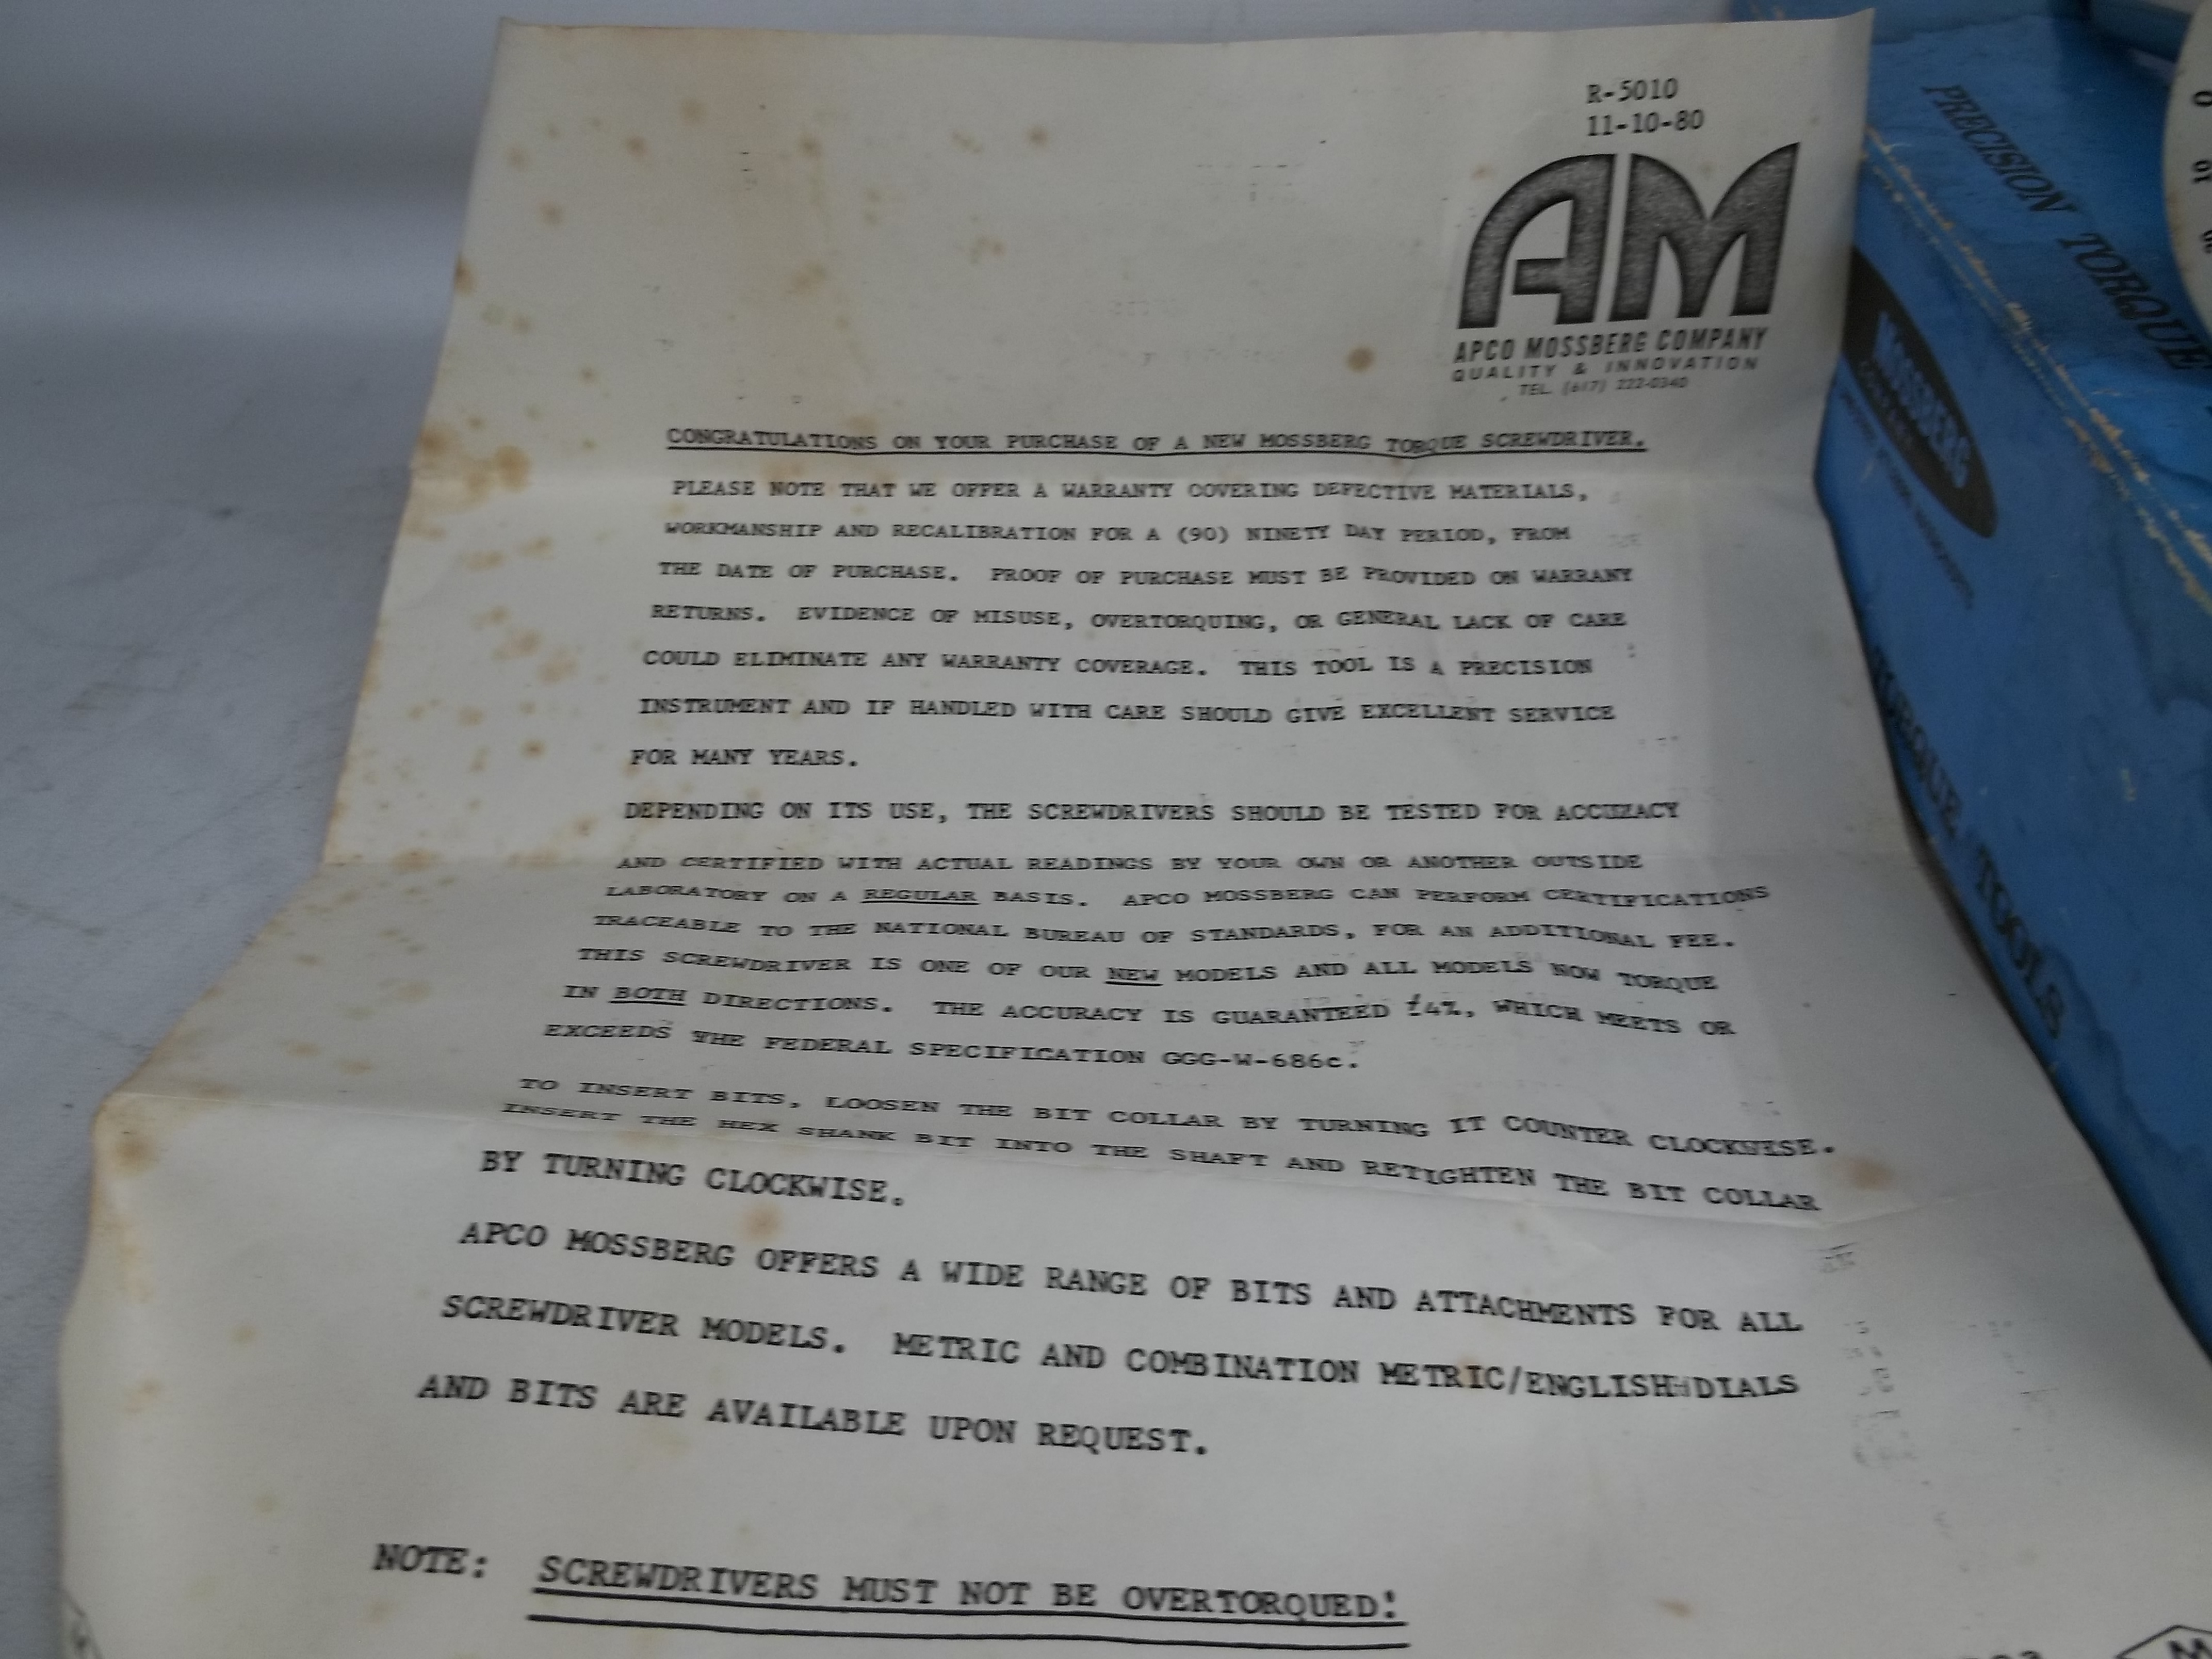 R-5010
11-10-80
AM
APCO MOSSBERG COMPANY
QUALITY & INNOVATION
TEL. (617) 222-0340
CONGRATULATIONS ON YOUR PURCHASE OF A NEW MOSSBERG TORQUE SCREWDRIVER.
PLEASE NOTE THAT WE OFFER A WARRANTY COVERING DEFECTIVE MATERIALS,
WORKMANSHIP AND RECALIBRATION FOR A (90) NINETY DAY PERIOD, FROM
THE DATE OF PURCHASE. PROOF OF PURCHASE MUST BE PROVIDED ON WARRANY
RETURNS. EVIDENCE OF MISUSE, OVERTORQUING, OR GENERAL LACK OF CARE
COULD ELIMINATE ANY WARRANTY COVERAGE. THIS TOOL IS A PRECISION
INSTRUMENT AND IF HANDLED WITH CARE SHOULD GIVE EXCELLENT SERVICE
FOR MANY YEARS.
DEPENDING ON ITS USE, THE SCREWDRIVERS SHOULD BE TESTED FOR
AND CERTIFIED WITH ACTUAL READINGS BY YOUR OWN OR ANOTHER OUTSIDE
LABORATORY ON A REGULAR BASIS. APCO MOSSBERG CAN PERFORM CERTIFICATIONS
TRACEABLE TO THE NATIONAL BUREAU OF STANDARDS, FOR AN ADDITIONAL FEE.
THIS SCREWDRIVER IS ONE OF OUR NEW MODELS AND ALL MODELS NOW TORQUE
IN BOTH DIRECTIONS. THE ACCURACY IS GUARANTEED ±4%, WHICH MEETS OR
EXCEEDS THE FEDERAL SPECIFICATION GGG-W-686c.
TO INSERT BITS, LOOSEN THE BIT COLLAR BY TURNING IT COUNTER CLOCKWISE.
INSERT THE HEX SHANK BIT INTO THE SHAFT AND RETIGHTEN THE BIT COLLAR
BY TURNING CLOCKWISE.
APCO MOSSBERG OFFERS A WIDE RANGE OF BITS AND ATTACHMENTS FOR ALL
SCREWDRIVER MODELS. METRIC AND COMBINATION METRIC/ENGLISH DIALS
AND BITS ARE AVAILABLE UPON REQUEST.
NOTE: SCREWDRIVERS MUST NOT BE OVERTORQUED!
PRECISION TORQUE
MOSSBERG
TORQUE TOOLS
0
10